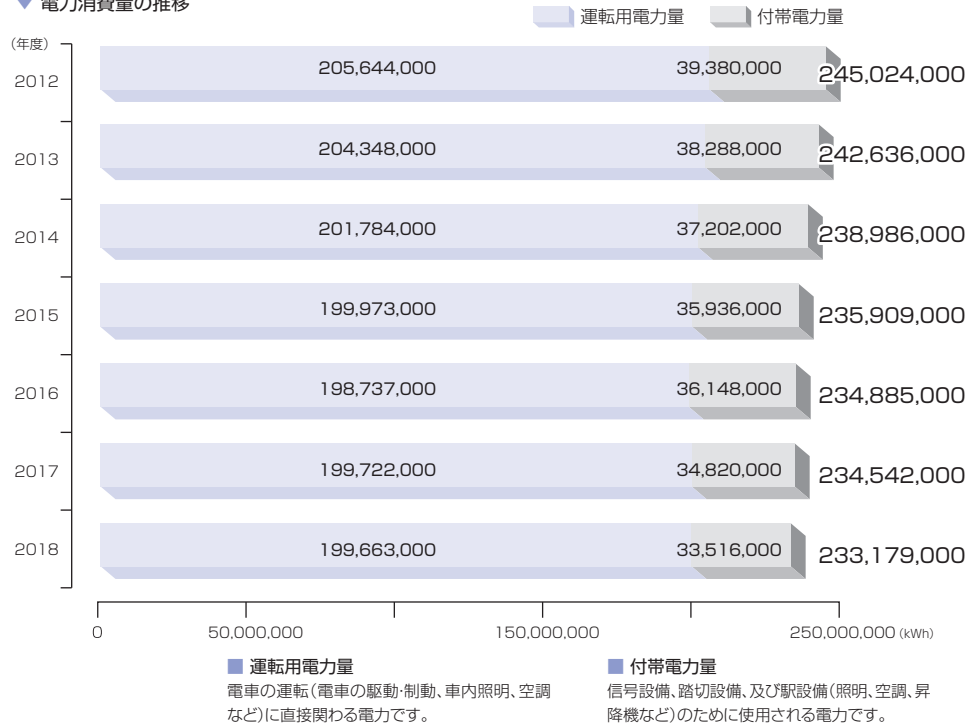 ▼ 電力消費量の推移
運転用電力量 付帯電力量
(年度)
2012 205,644,000 39,380,000 245,024,000
2013 204,348,000 38,288,000 242,636,000
2014 201,784,000 37,202,000 238,986,000
2015 199,973,000 35,936,000 235,909,000
2016 198,737,000 36,148,000 234,885,000
2017 199,722,000 34,820,000 234,542,000
2018 199,663,000 33,516,000 233,179,000
0 50,000,000 150,000,000 250,000,000 (kWh)
■ 運転用電力量
電車の運転(電車の駆動・制動、車内照明、空調
など)に直接関わる電力です。
■ 付帯電力量
信号設備、踏切設備、及び駅設備(照明、空調、昇
降機など)のために使用される電力です。